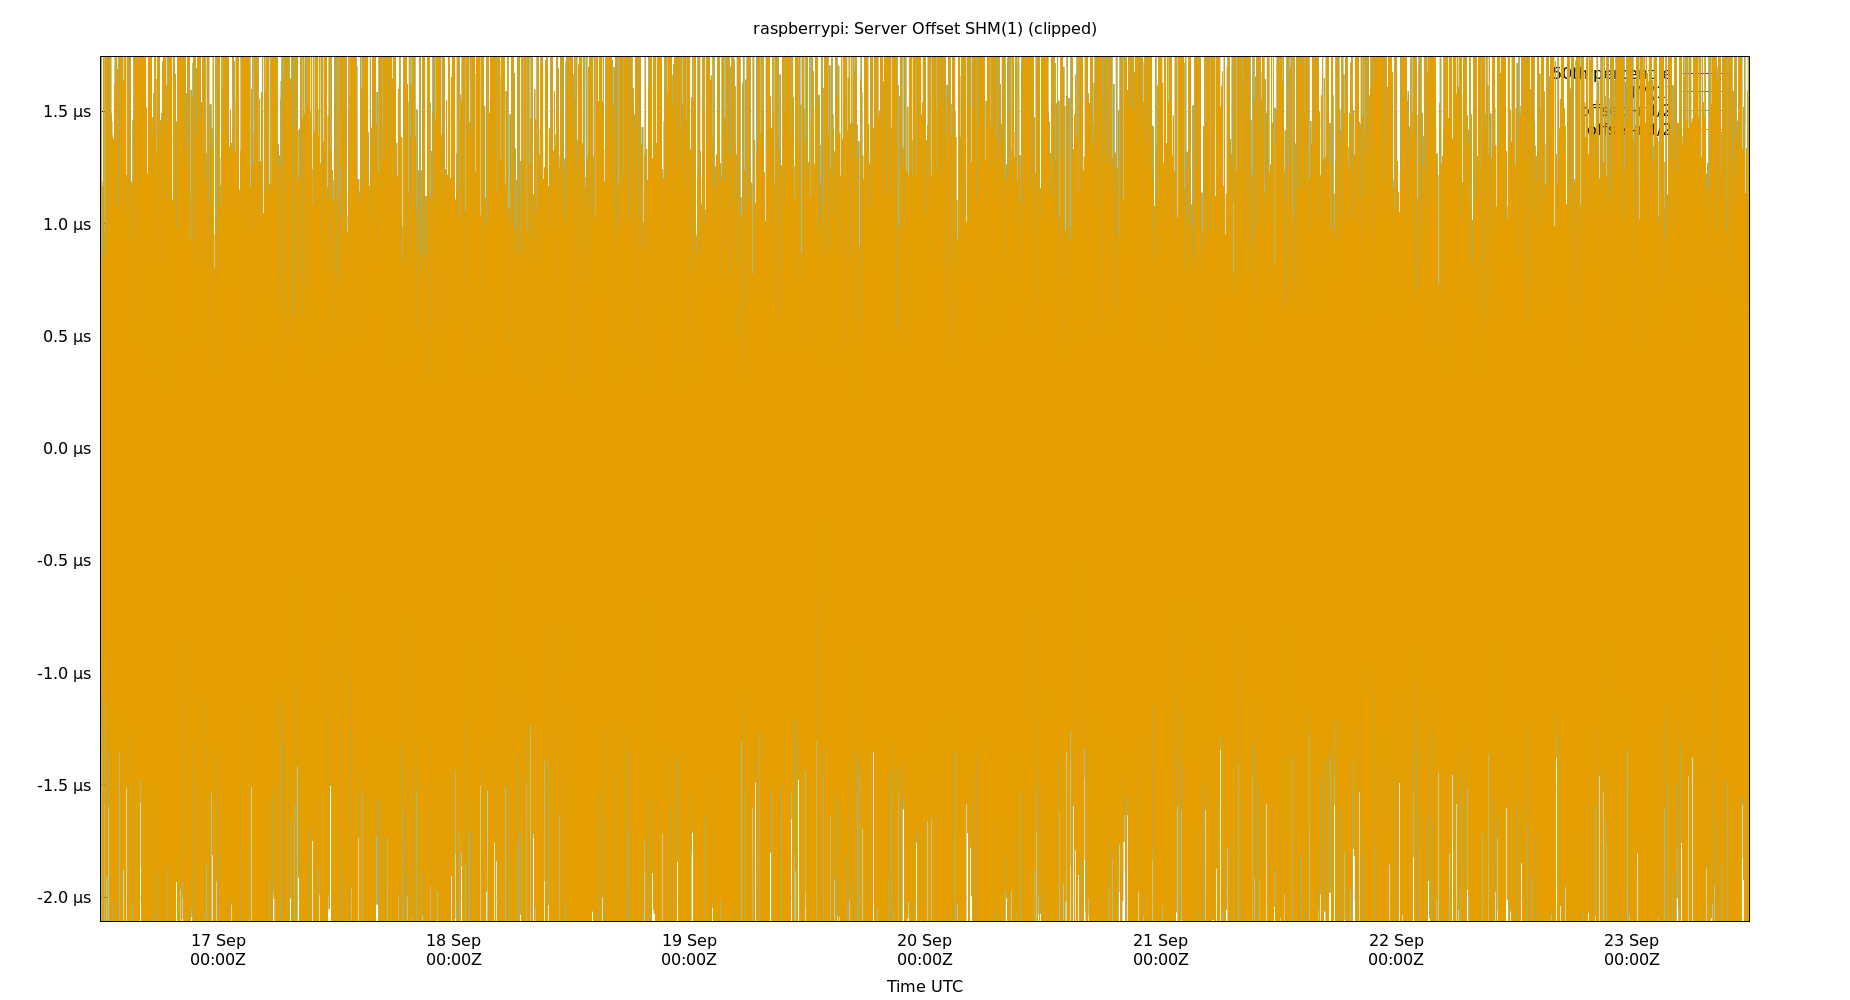 raspberrypi: Server Offset SHM(1) (clipped)
1.5 µs
1.0 µs
0.5 µs
0.0 µs
-0.5 µs
-1.0 µs
-1.5 µs
-2.0 µs
17 Sep 18 Sep 19 Sep 20 Sep 21 Sep 22 Sep 23 Sep
00:00Z 00:00Z 00:00Z 00:00Z 00:00Z 00:00Z 00:00Z
Time UTC